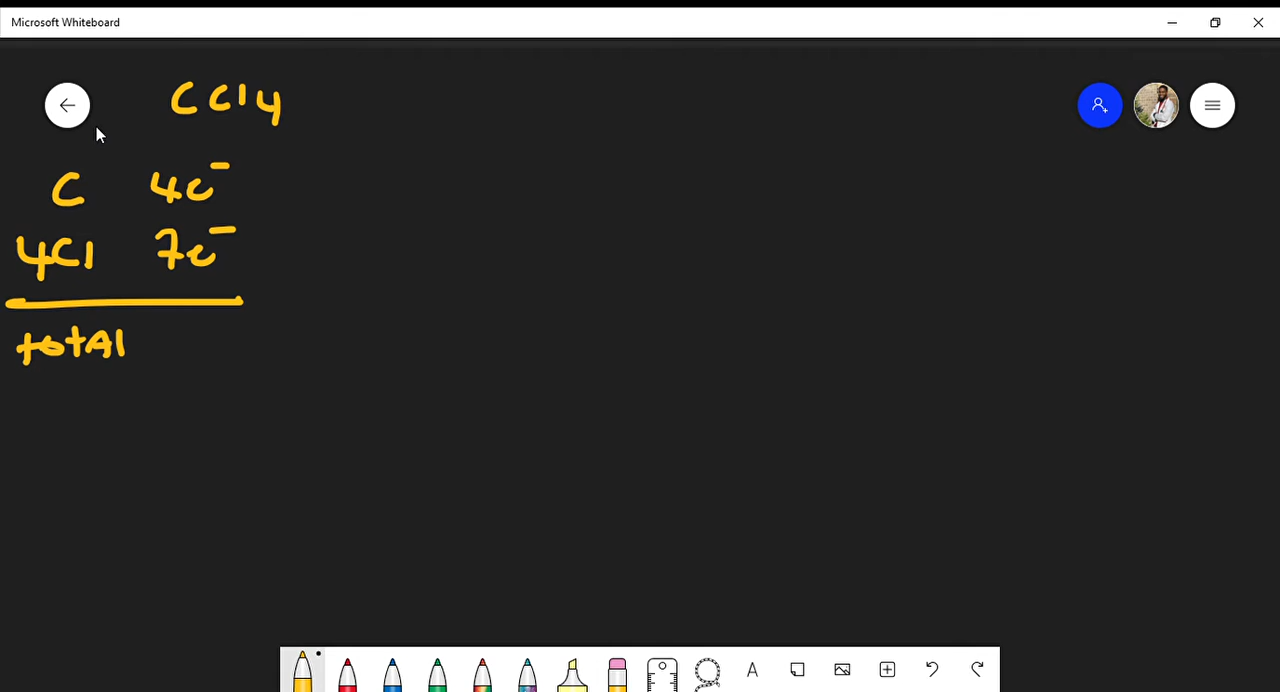 Microsoft Whiteboard
CCl4
C 4e⁻
4Cl 7e⁻
totAl
A